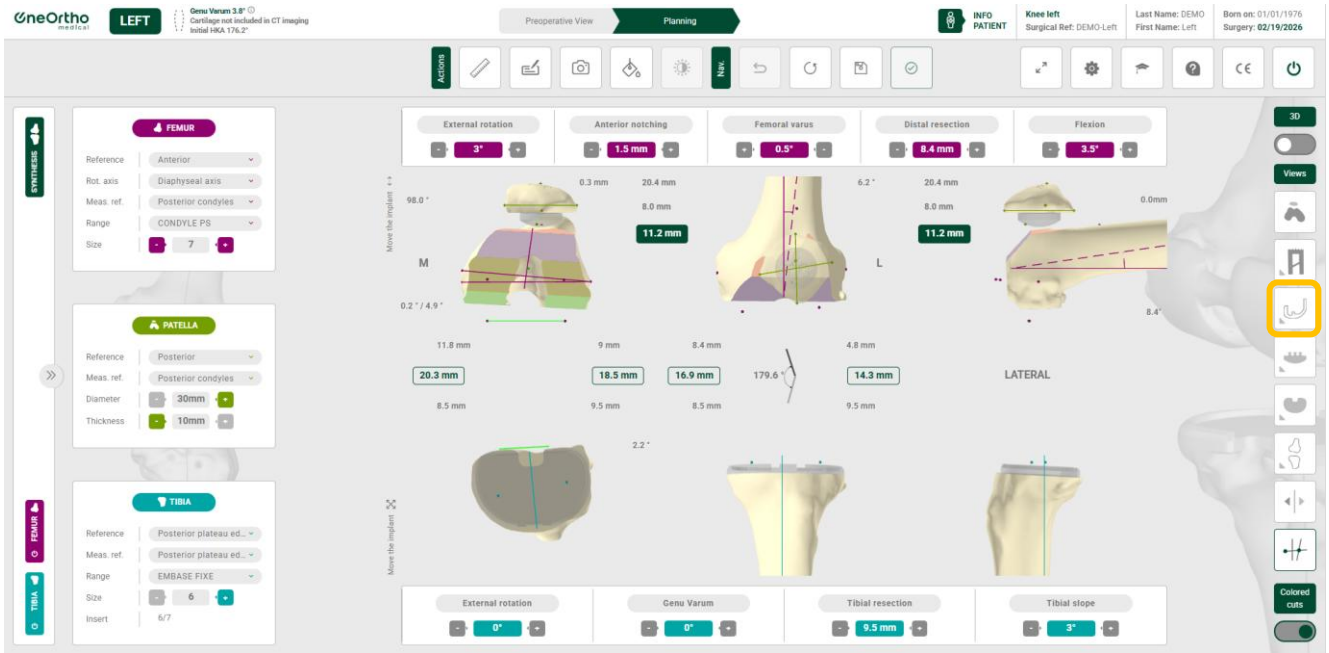 OneOrtho
medical
LEFT
Genu Varum 3.8°
Cartilage not included in CT imaging
Initial HKA 176.2°
Preoperative View
Planning
INFO
PATIENT
Knee left
Surgical Ref: DEMO-Left
Last Name: DEMO
First Name: Left
Born on: 01/01/1976
Surgery: 02/19/2026
Actions
Nav.
CE
SYNTHESIS
FEMUR
Reference Anterior
Rot. axis Diaphyseal axis
Meas. ref. Posterior condyles
Range CONDYLE PS
Size - 7 +
PATELLA
Reference Posterior
Meas. ref. Posterior condyles
Diameter - 30mm +
Thickness - 10mm +
TIBIA
Reference Posterior plateau ed...
Meas. ref. Posterior plateau ed...
Range EMBASE FIXE
Size - 6 +
Insert 6/7
FEMUR
TIBIA
External rotation Anterior notching Femoral varus Distal resection Flexion
- 3° + - 1.5 mm + + 0.5° - - 8.4 mm + - 3.5° +
Move the implant
98.0 ° 0.3 mm 20.4 mm 6.2 ° 20.4 mm 0.0mm
8.0 mm 8.0 mm
11.2 mm 11.2 mm
M L
0.2 ° / 4.9 ° 8.4°
11.8 mm 9 mm 8.4 mm 4.8 mm
20.3 mm 18.5 mm 16.9 mm 179.6 ° 14.3 mm LATERAL
8.5 mm 9.5 mm 8.5 mm 9.5 mm
2.2 °
Move the implant
External rotation Genu Varum Tibial resection Tibial slope
- 0° + - 0° + - 9.5 mm + - 3° +
3D
Views
Colored
cuts